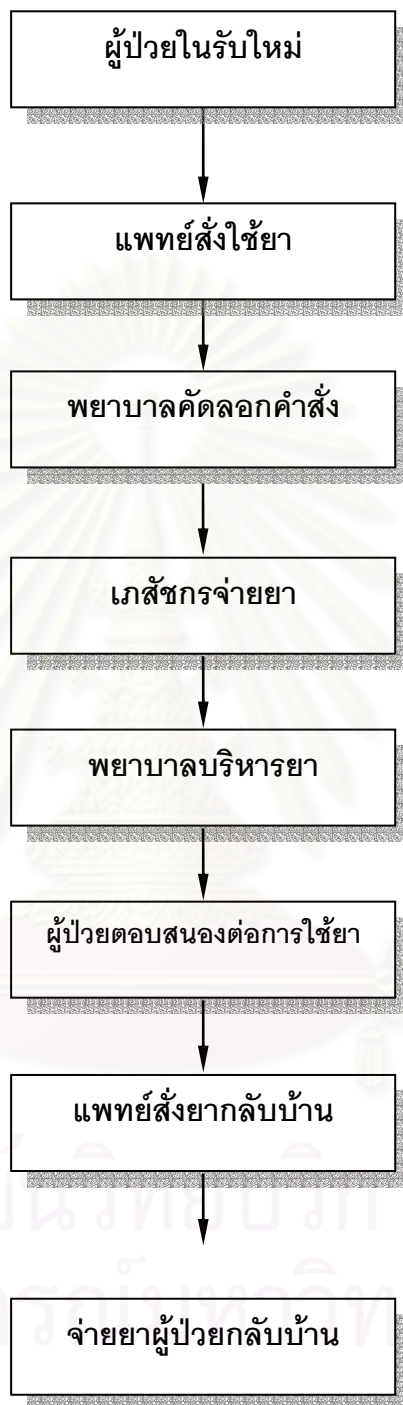 ผู้ป่วยในรับใหม่
แพทย์สั่งใช้ยา
พยาบาลคัดลอกคำสั่ง
เภสัชกรจ่ายยา
พยาบาลบริหารยา
ผู้ป่วยตอบสนองต่อการใช้ยา
แพทย์สั่งยากลับบ้าน
จ่ายยาผู้ป่วยกลับบ้าน